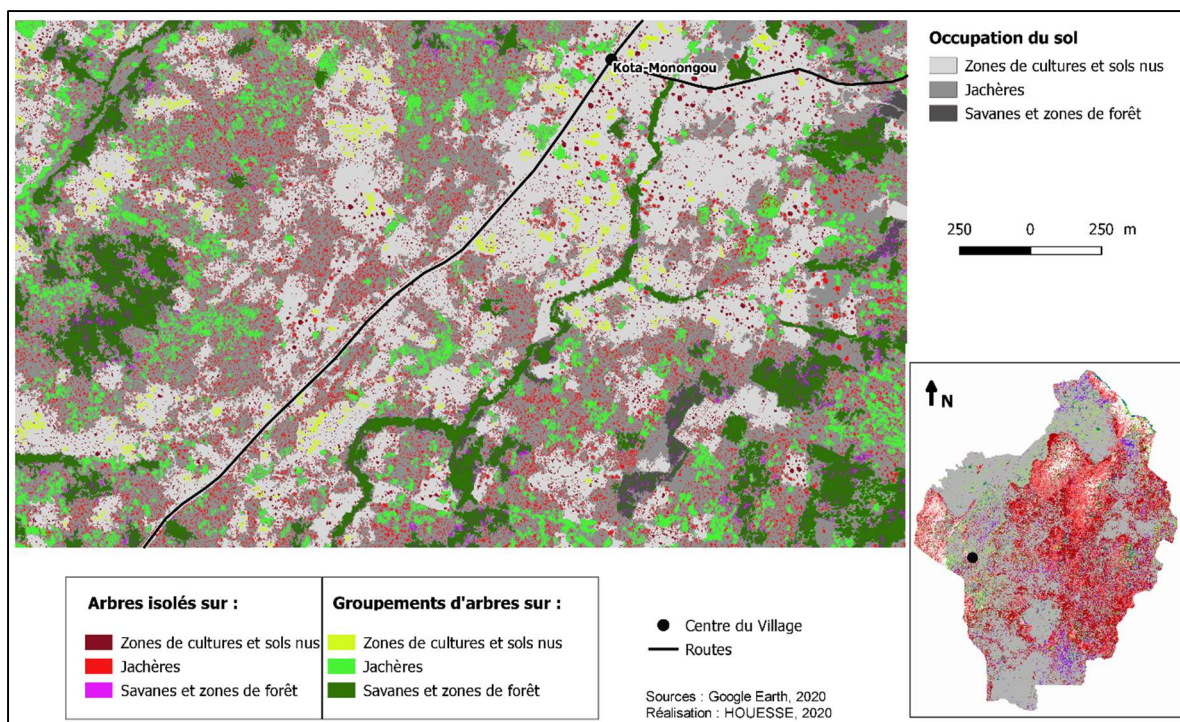 Kota-Monongou
Occupation du sol
Zones de cultures et sols nus
Jachères
Savanes et zones de forêt
250 0 250 m
N
Arbres isolés sur :
Zones de cultures et sols nus
Jachères
Savanes et zones de forêt
Groupements d'arbres sur :
Zones de cultures et sols nus
Jachères
Savanes et zones de forêt
Centre du Village
Routes
Sources : Google Earth, 2020
Réalisation : HOUESSE, 2020